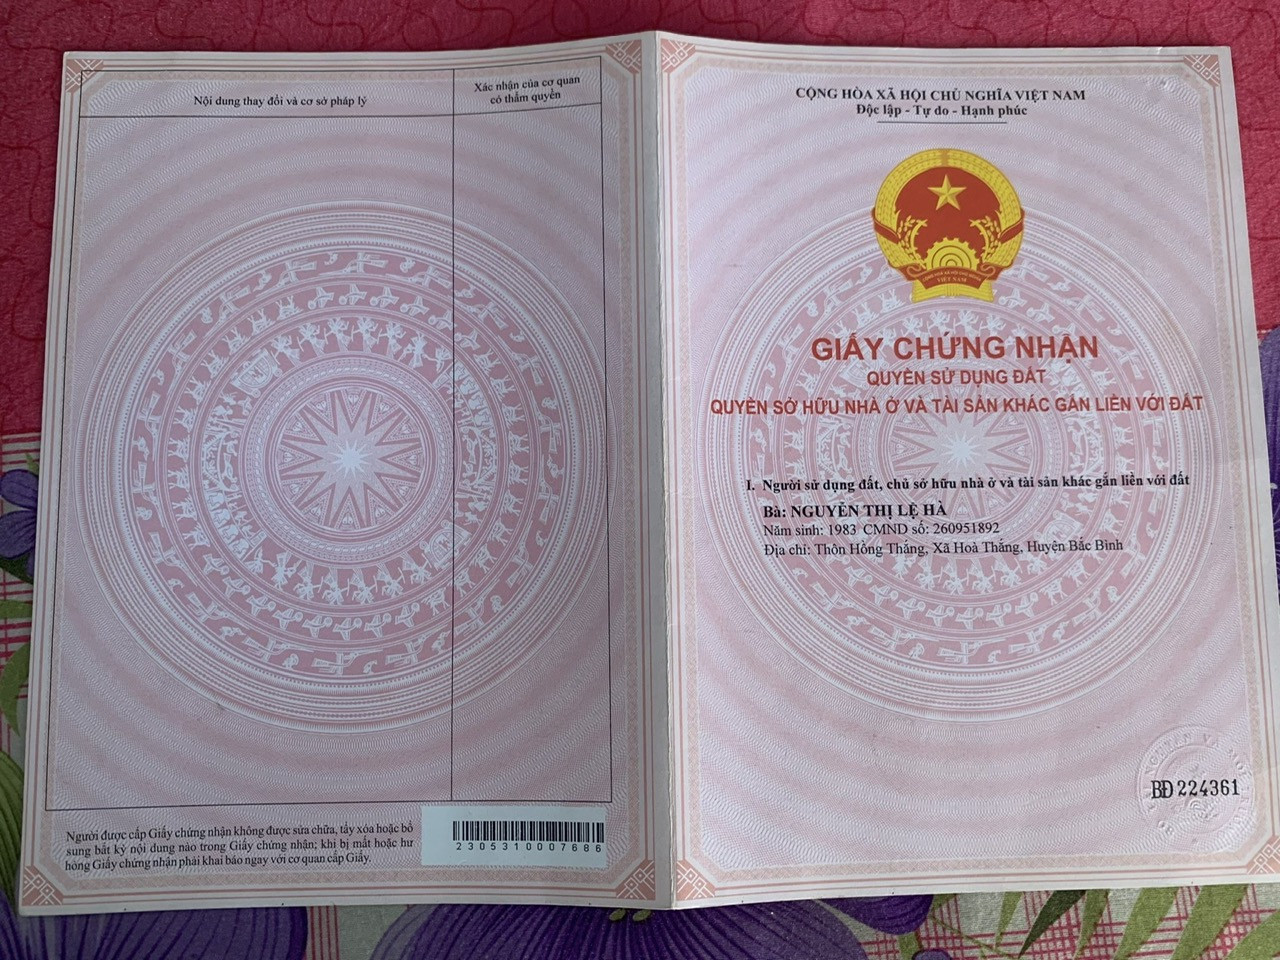 Nội dung thay đổi và cơ sở pháp lý
Xác nhận của cơ quan
có thẩm quyền
Người được cấp Giấy chứng nhận không được sửa chữa, tẩy xóa hoặc bổ
sung bất kỳ nội dung nào trong Giấy chứng nhận; khi bị mất hoặc hư
hỏng Giấy chứng nhận phải khai báo ngay với cơ quan cấp Giấy.
2305310007686
CỘNG HÒA XÃ HỘI CHỦ NGHĨA VIỆT NAM
Độc lập - Tự do - Hạnh phúc
VIỆT NAM
GIẤY CHỨNG NHẬN
QUYỀN SỬ DỤNG ĐẤT
QUYỀN SỞ HỮU NHÀ Ở VÀ TÀI SẢN KHÁC GẮN LIỀN VỚI ĐẤT
I. Người sử dụng đất, chủ sở hữu nhà ở và tài sản khác gắn liền với đất
Bà: NGUYỄN THỊ LỆ HÀ
Năm sinh: 1983 CMND số: 260951892
Địa chỉ: Thôn Hồng Thắng, Xã Hoà Thắng, Huyện Bắc Bình
BĐ 224361